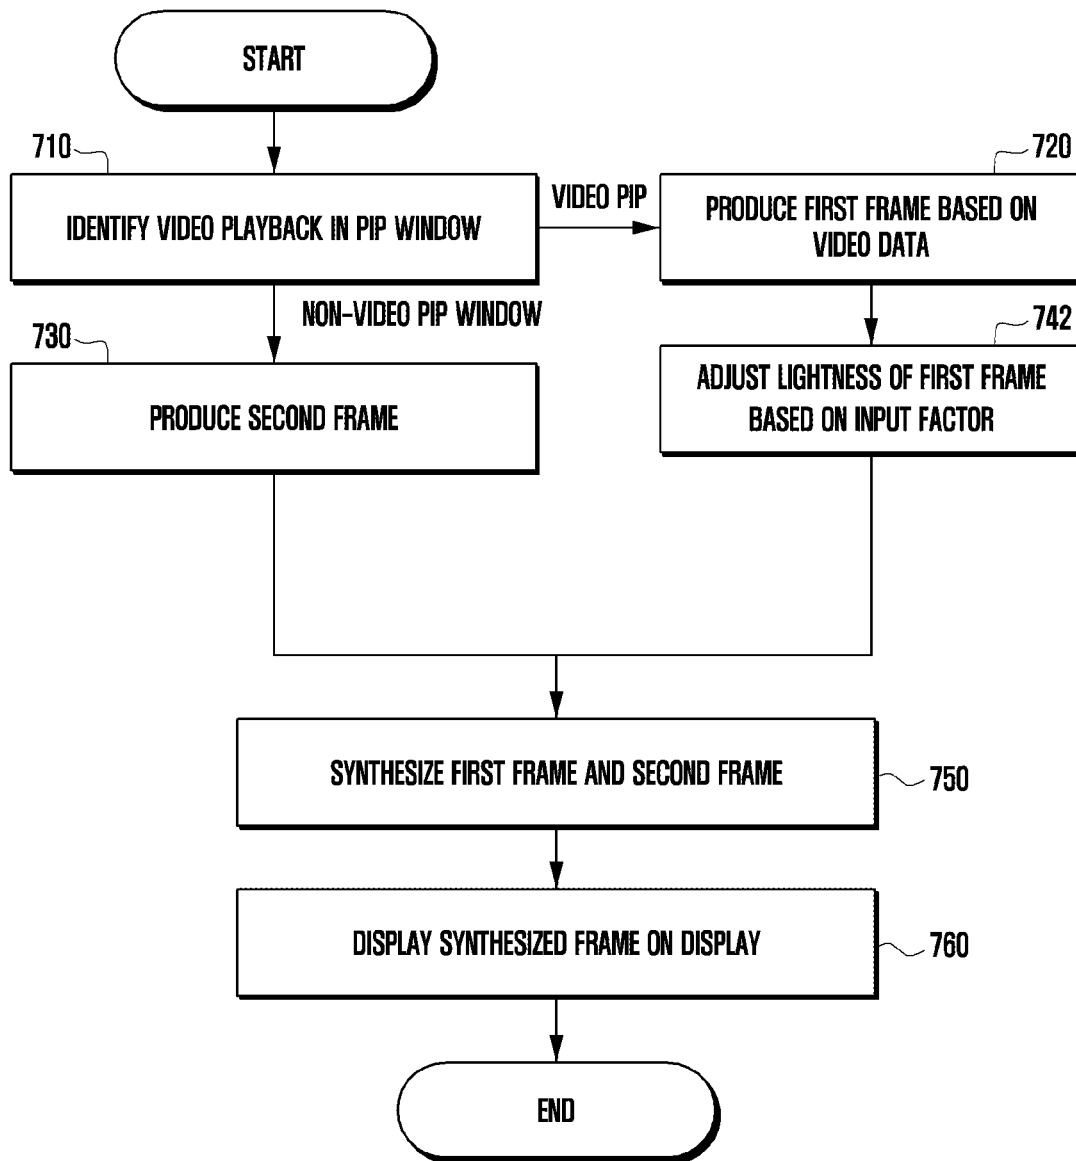 START
710
720
IDENTIFY VIDEO PLAYBACK IN PIP WINDOW
VIDEO PIP
PRODUCE FIRST FRAME BASED ON
VIDEO DATA
NON-VIDEO PIP WINDOW
730
742
PRODUCE SECOND FRAME
ADJUST LIGHTNESS OF FIRST FRAME
BASED ON INPUT FACTOR
SYNTHESIZE FIRST FRAME AND SECOND FRAME
750
DISPLAY SYNTHESIZED FRAME ON DISPLAY
760
END